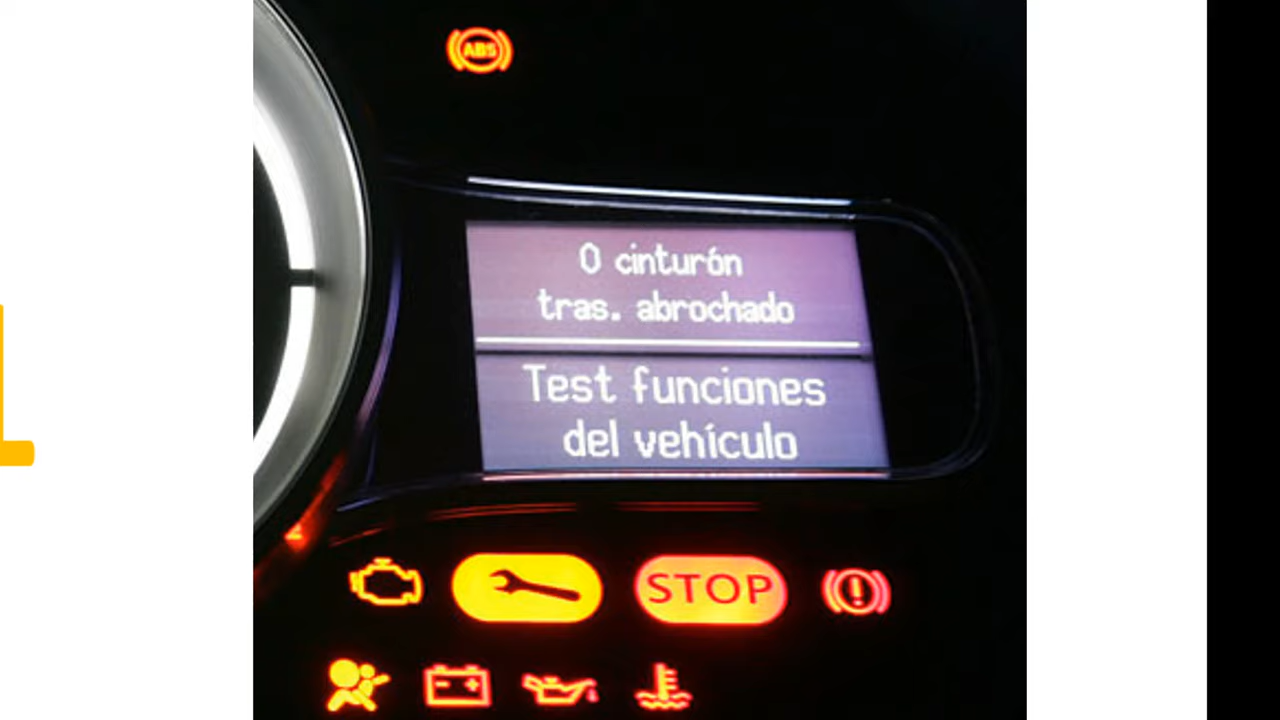 ABS
0 cinturón
tras. abrochado
Test funciones
del vehículo
STOP